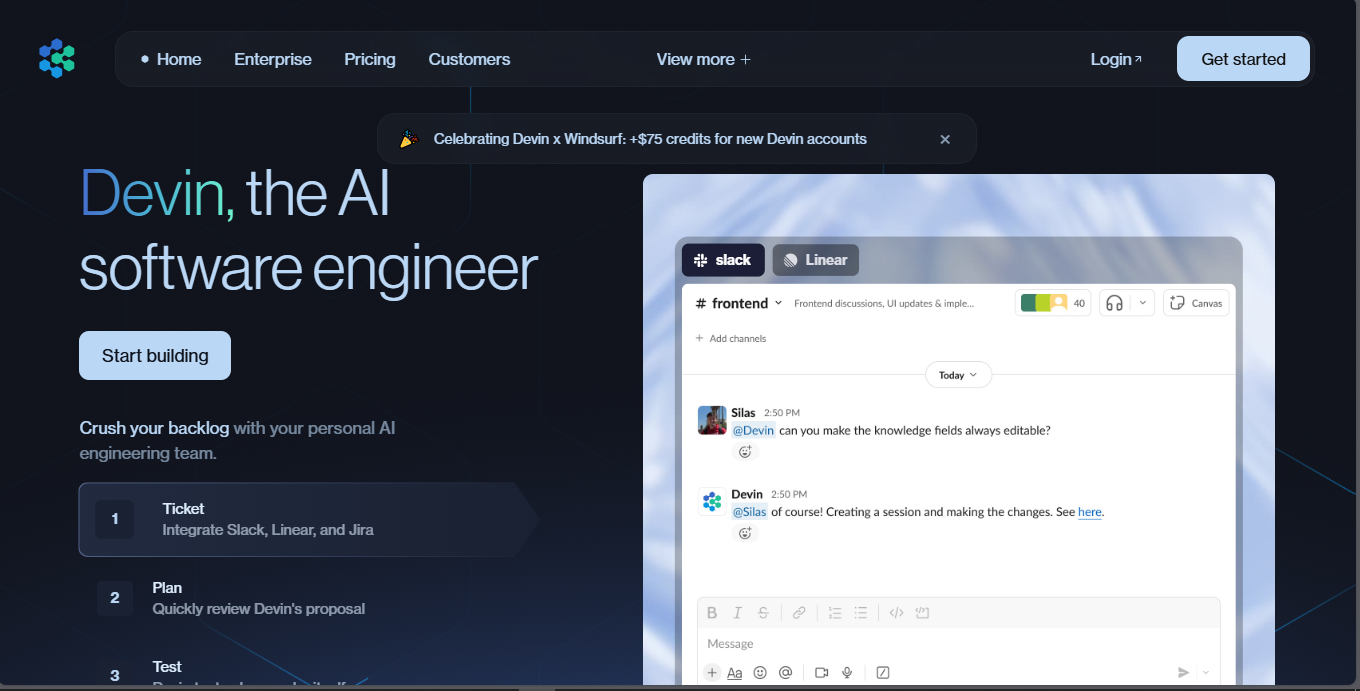 Home Enterprise Pricing Customers View more + Login Get started
Celebrating Devin x Windsurf: +$75 credits for new Devin accounts
Devin, the AI
software engineer
Start building
Crush your backlog with your personal AI
engineering team.
1 Ticket
Integrate Slack, Linear, and Jira
2 Plan
Quickly review Devin's proposal
3 Test
slack Linear
# frontend Frontend discussions, UI updates & imple... 40 Canvas
+ Add channels
Today
Silas 2:50 PM
@Devin can you make the knowledge fields always editable?
Devin 2:50 PM
@Silas of course! Creating a session and making the changes. See here.
B I S
Message
+ Aa @